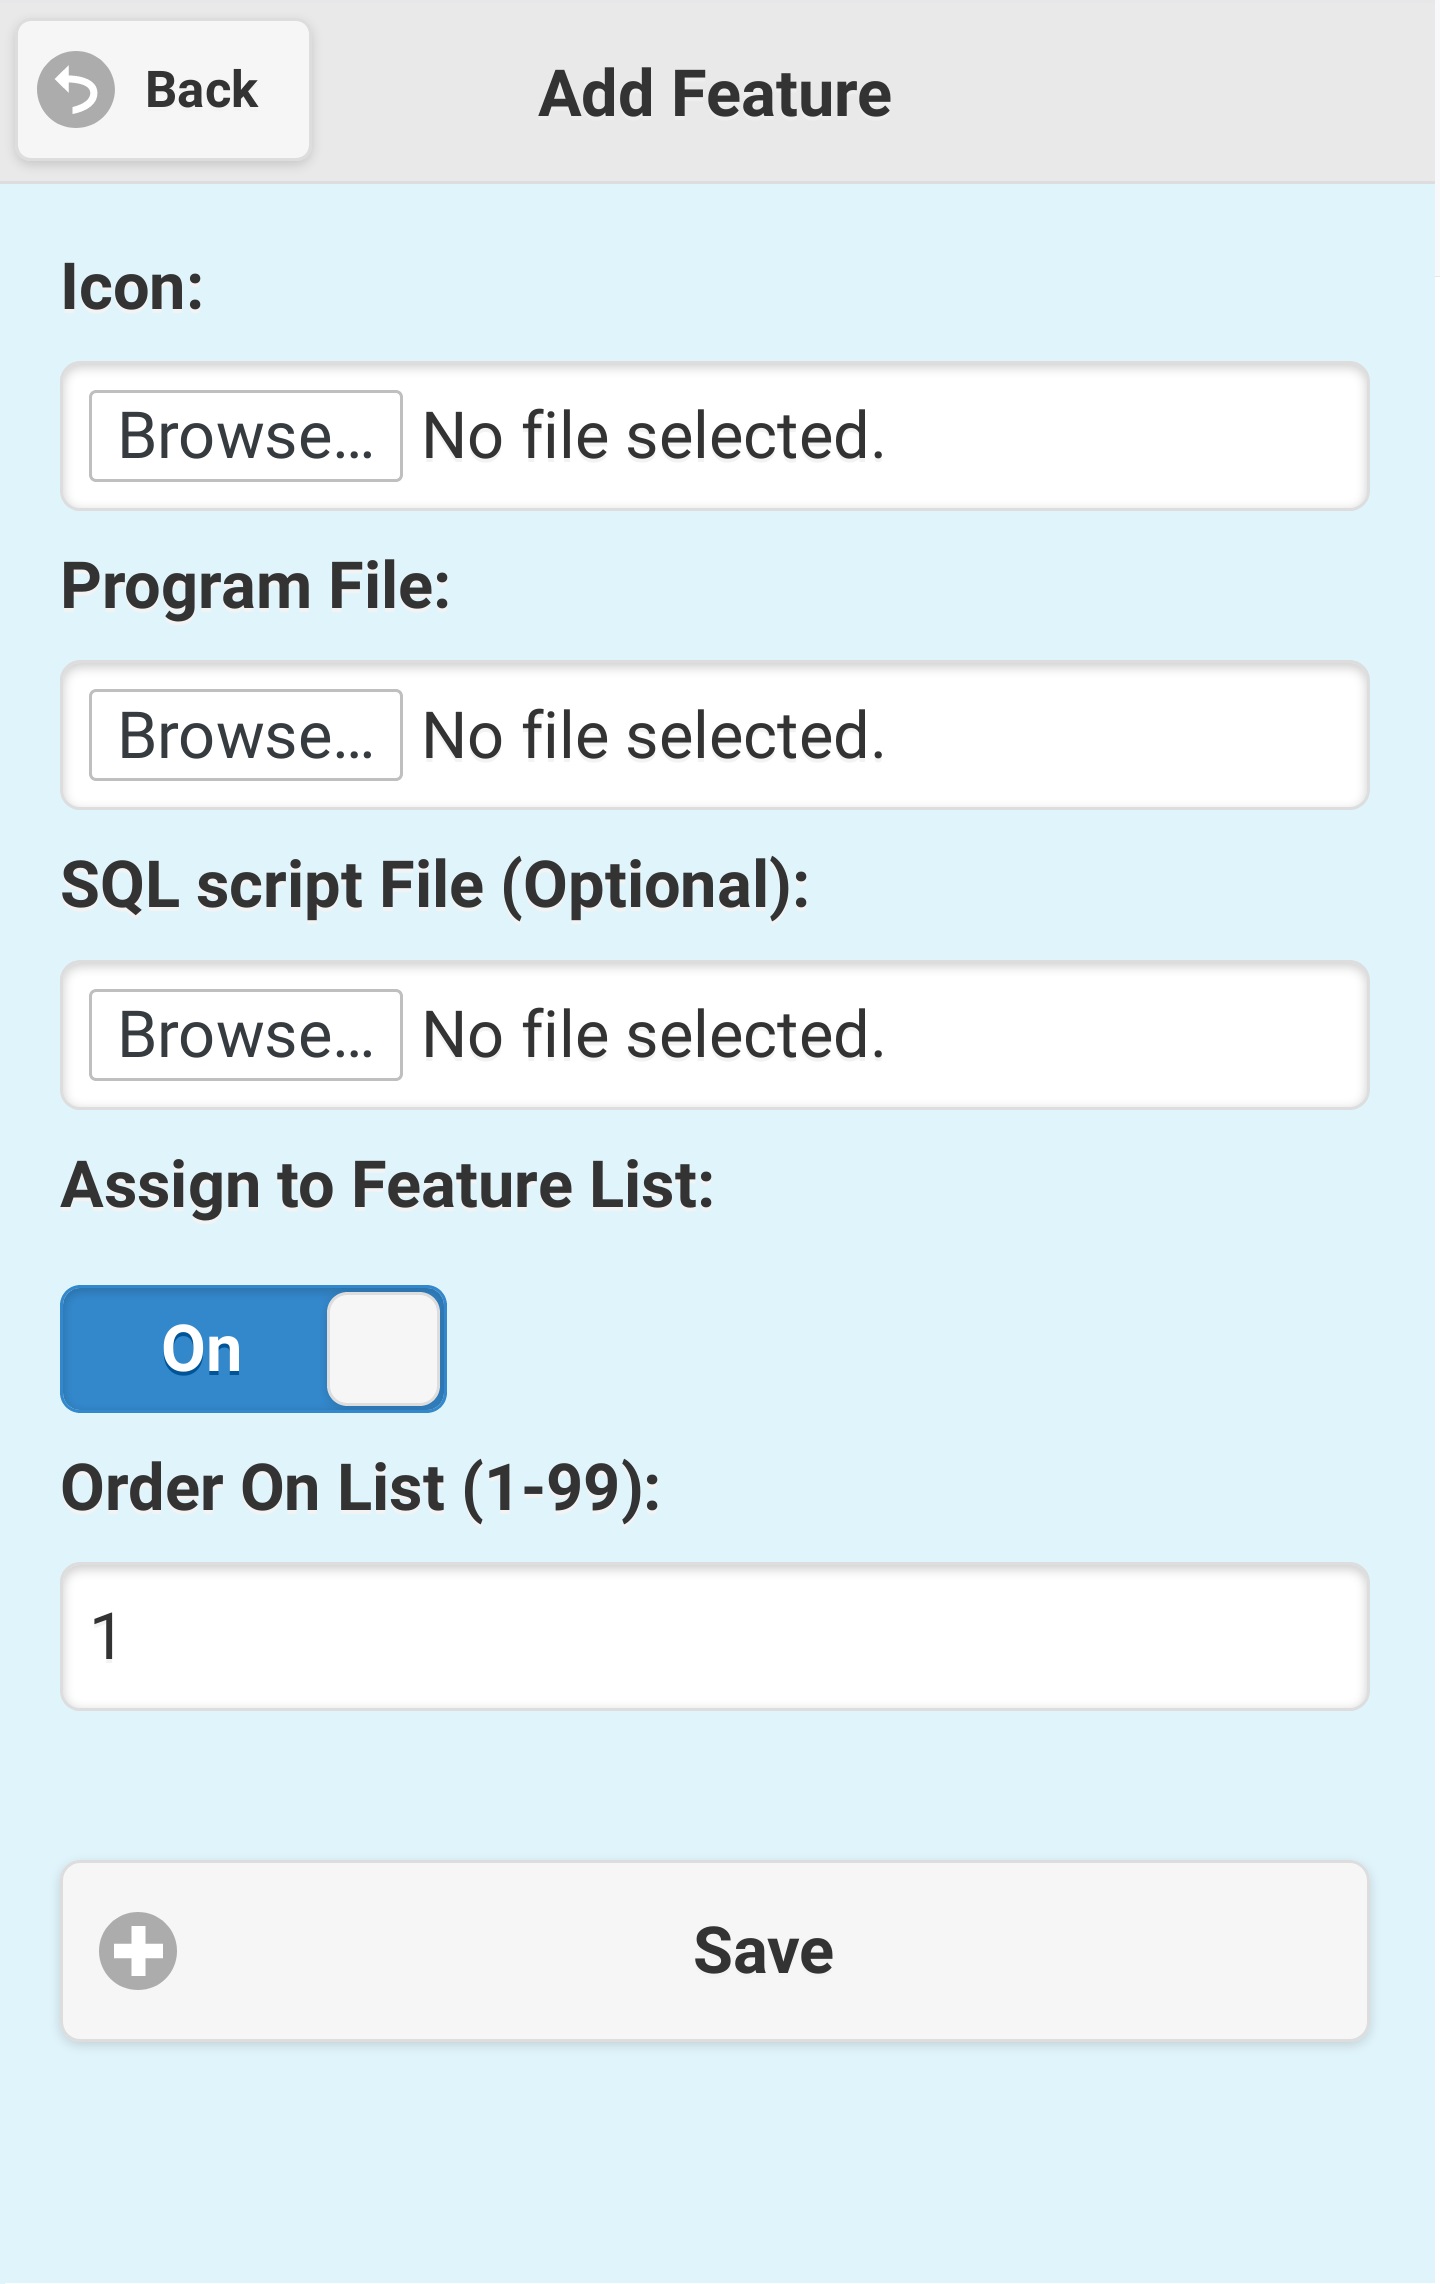 Back
Add Feature
Icon:
Browse... No file selected.
Program File:
Browse... No file selected.
SQL script File (Optional):
Browse... No file selected.
Assign to Feature List:
On
Order On List (1-99):
1
Save